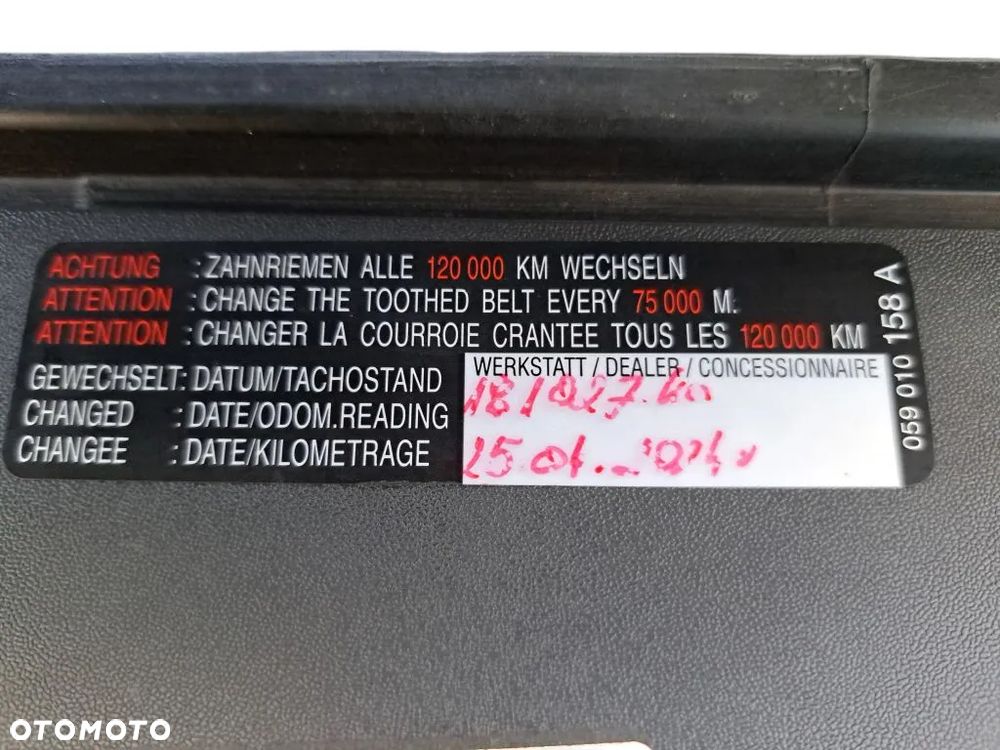 ACHTUNG : ZAHNRIEMEN ALLE 120 000 KM WECHSELN
ATTENTION : CHANGE THE TOOTHED BELT EVERY 75 000 M.
ATTENTION : CHANGER LA COURROIE CRANTEE TOUS LES 120 000 KM
WERKSTATT / DEALER / CONCESSIONNAIRE
GEWECHSELT: DATUM/TACHOSTAND
CHANGED : DATE/ODOM.READING
CHANGEE : DATE/KILOMETRAGE
059 010 158 A
OTOMOTO